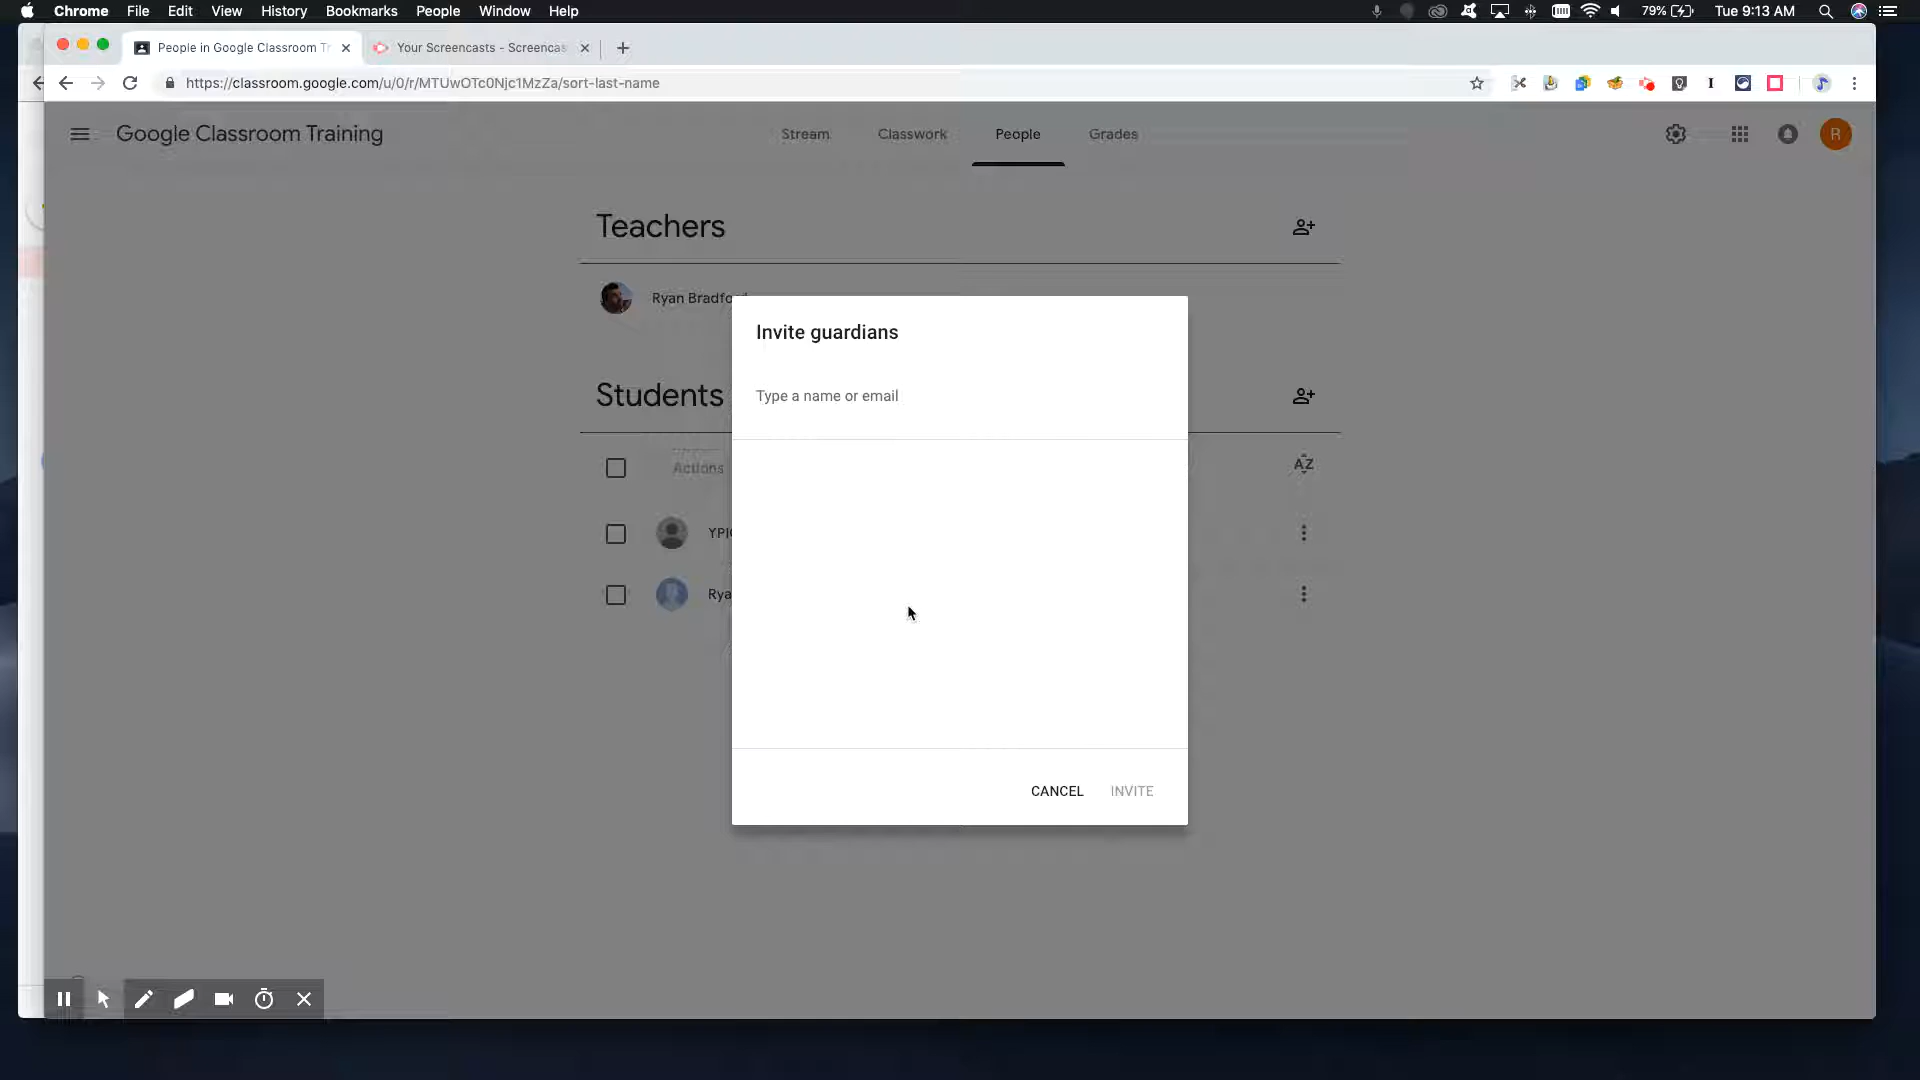 Chrome File Edit View History Bookmarks People Window Help 79% Tue 9:13 AM
People in Google Classroom Tr Your Screencasts - Screencas
https://classroom.google.com/u/0/r/MTUwOTc0Njc1MzZa/sort-last-name
Google Classroom Training Stream Classwork People Grades R
Teachers
Ryan Bradford
Invite guardians
Students
Type a name or email
Actions AZ
YPI
Rya
CANCEL INVITE